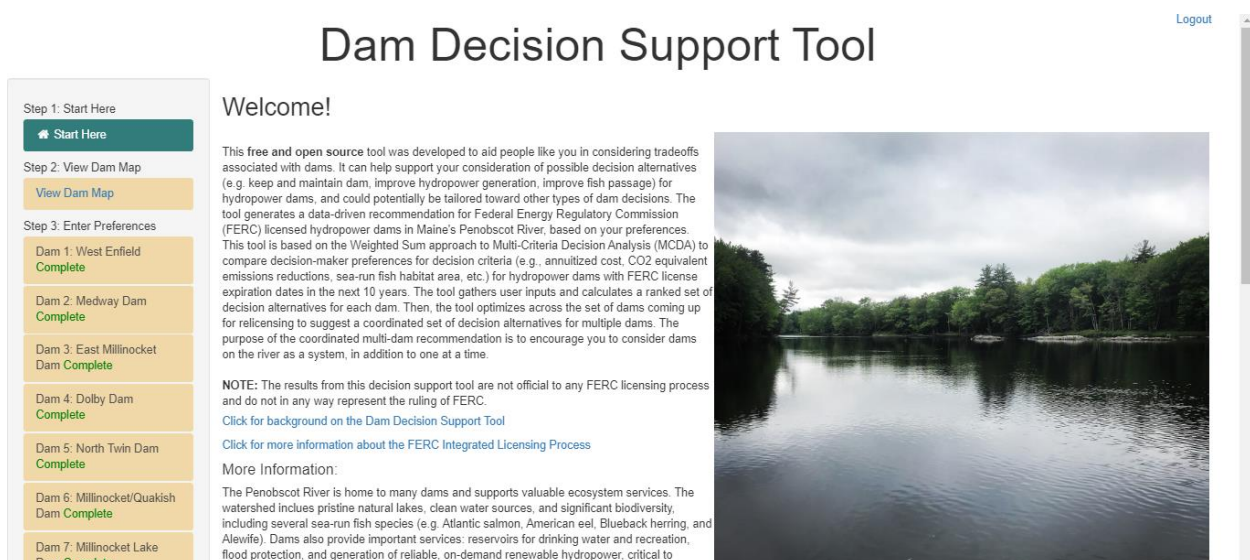 Logout
Dam Decision Support Tool
Step 1: Start Here
Start Here
Step 2: View Dam Map
View Dam Map
Step 3: Enter Preferences
Dam 1: West Enfield
Complete
Dam 2: Medway Dam
Complete
Dam 3: East Millinocket
Dam Complete
Dam 4: Dolby Dam
Complete
Dam 5: North Twin Dam
Complete
Dam 6: Millinocket/Quakish
Dam Complete
Dam 7: Millinocket Lake
Welcome!
This free and open source tool was developed to aid people like you in considering tradeoffs
associated with dams. It can help support your consideration of possible decision alternatives
(e.g. keep and maintain dam, improve hydropower generation, improve fish passage) for
hydropower dams, and could potentially be tailored toward other types of dam decisions. The
tool generates a data-driven recommendation for Federal Energy Regulatory Commission
(FERC) licensed hydropower dams in Maine's Penobscot River, based on your preferences.
This tool is based on the Weighted Sum approach to Multi-Criteria Decision Analysis (MCDA) to
compare decision-maker preferences for decision criteria (e.g., annuitized cost, CO2 equivalent
emissions reductions, sea-run fish habitat area, etc.) for hydropower dams with FERC license
expiration dates in the next 10 years. The tool gathers user inputs and calculates a ranked set of
decision alternatives for each dam. Then, the tool optimizes across the set of dams coming up
for relicensing to suggest a coordinated set of decision alternatives for multiple dams. The
purpose of the coordinated multi-dam recommendation is to encourage you to consider dams
on the river as a system, in addition to one at a time.
NOTE: The results from this decision support tool are not official to any FERC licensing process
and do not in any way represent the ruling of FERC.
Click for background on the Dam Decision Support Tool
Click for more information about the FERC Integrated Licensing Process
More Information:
The Penobscot River is home to many dams and supports valuable ecosystem services. The
watershed inclues pristine natural lakes, clean water sources, and significant biodiversity,
including several sea-run fish species (e.g. Atlantic salmon, American eel, Blueback herring, and
Alewife). Dams also provide important services: reservoirs for drinking water and recreation,
flood protection, and generation of reliable, on-demand renewable hydropower, critical to